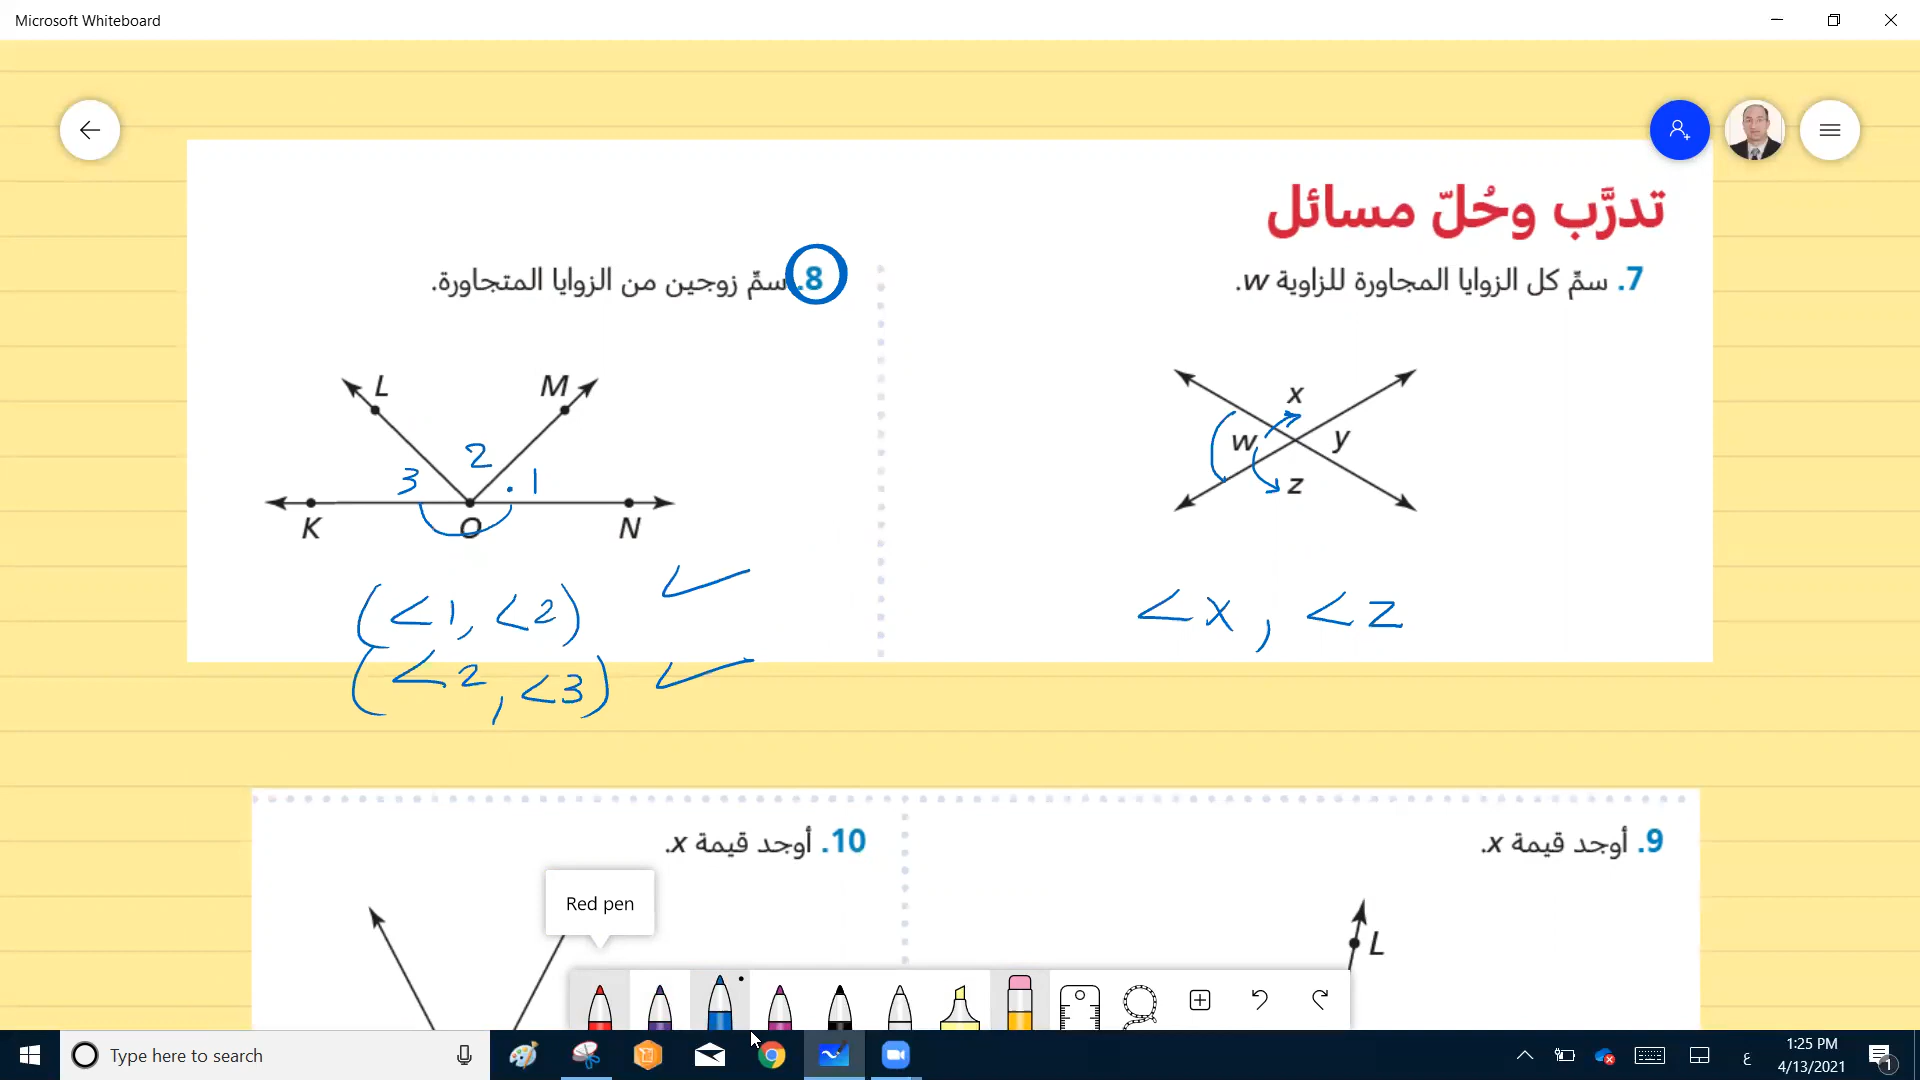 Microsoft Whiteboard
تدرَّب وحُلّ مسائل
7. سمِّ كل الزوايا المجاورة للزاوية w.
x
w
y
z
<x, <z
8. سمِّ زوجين من الزوايا المتجاورة.
L
M
2
3
. 1
K
O
N
(<1, <2)
(<2, <3)
9. أوجد قيمة x.
L
10. أوجد قيمة x.
Red pen
Type here to search
ع
1:25 PM
4/13/2021
1